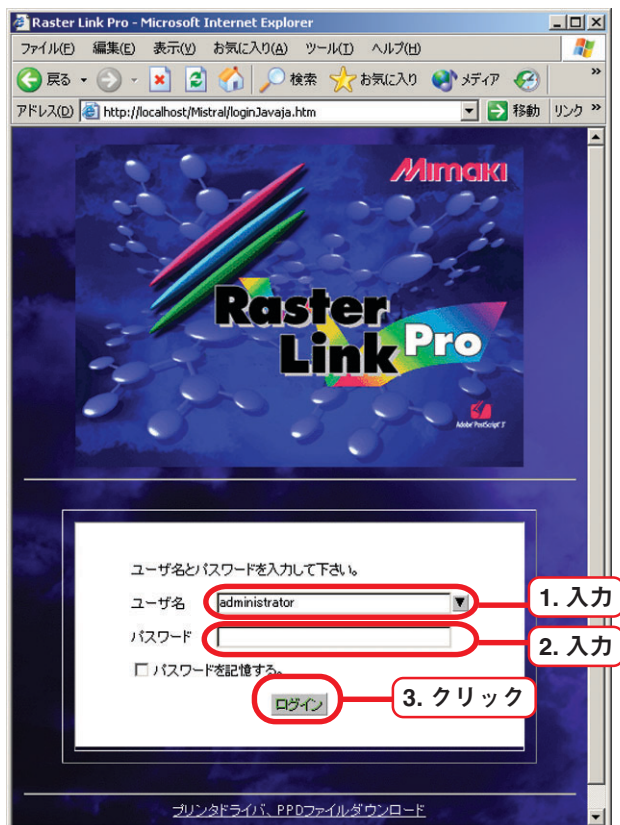 Raster Link Pro - Microsoft Internet Explorer
ファイル(F) 編集(E) 表示(V) お気に入り(A) ツール(T) ヘルプ(H)
戻る 検索 お気に入り メディア »
アドレス(D) http://localhost/Mistral/loginJavaja.htm 移動 リンク »
Mimaki
Raster
Link Pro
Adobe PostScript 3
ユーザ名とパスワードを入力して下さい。
ユーザ名 administrator
1. 入力
パスワード
2. 入力
パスワードを記憶する。
ログイン
3. クリック
プリンタドライバ、PPDファイルダウンロード